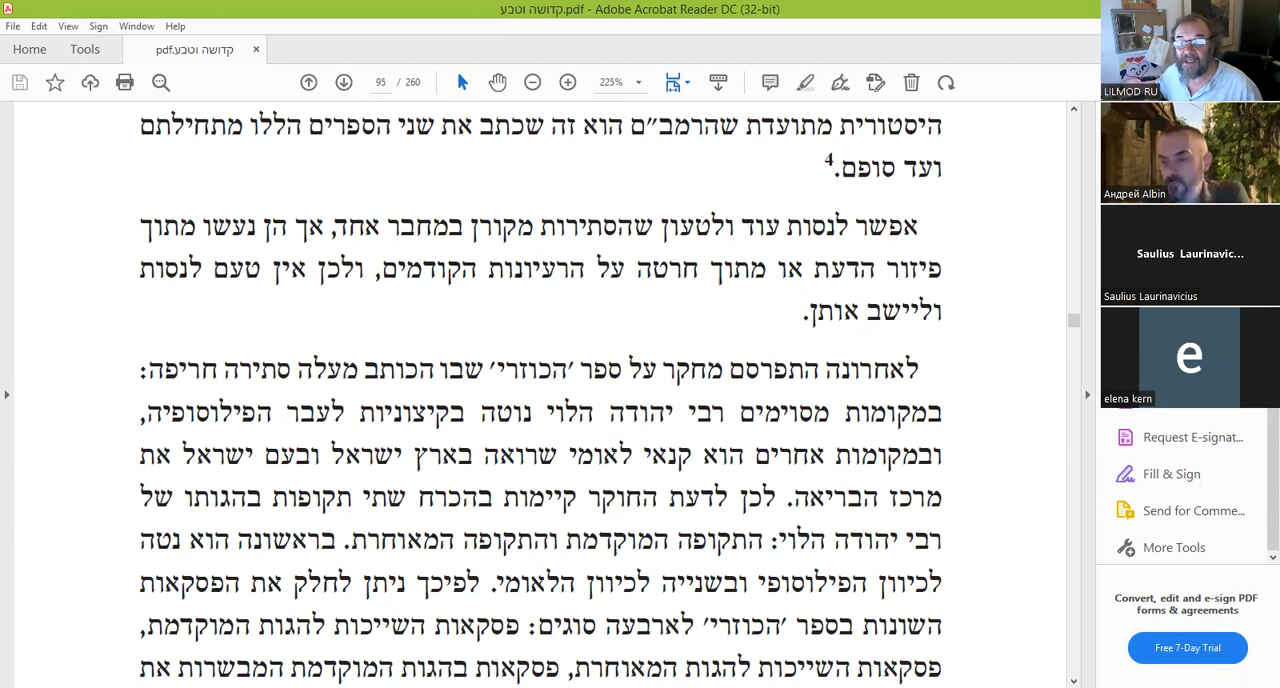 קדושה וטבע.pdf - Adobe Acrobat Reader DC (32-bit)
File Edit View Sign Window Help
Home Tools קדושה וטבע.pdf ×
95 / 260 225%
היסטורית מתועדת שהרמב״ם הוא זה שכתב את שני הספרים הללו מתחילתם
ועד סופם.4
אפשר לנסות עוד ולטעון שהסתירות מקורן במחבר אחד, אך הן נעשו מתוך
פיזור הדעת או מתוך חרטה על הרעיונות הקודמים, ולכן אין טעם לנסות
וליישב אותן.
לאחרונה התפרסם מחקר על ספר ׳הכוזרי׳ שבו הכותב מעלה סתירה חריפה:
במקומות מסוימים רבי יהודה הלוי נוטה בקיצוניות לעבר הפילוסופיה,
ובמקומות אחרים הוא קנאי לאומי שרואה בארץ ישראל ובעם ישראל את
מרכז הבריאה. לכן לדעת החוקר קיימות בהכרח שתי תקופות בהגותו של
רבי יהודה הלוי: התקופה המוקדמת והתקופה המאוחרת. בראשונה הוא נטה
לכיוון הפילוסופי ובשנייה לכיוון הלאומי. לפיכך ניתן לחלק את הפסקאות
השונות בספר ׳הכוזרי׳ לארבעה סוגים: פסקאות השייכות להגות המוקדמת,
פסקאות השייכות להגות המאוחרת, פסקאות בהגות המוקדמת המבשרות את
LILMOD RU
Андрей Albin
Saulius Laurinavic...
Saulius Laurinavicius
e
elena kern
Request E-signat...
Fill & Sign
Send for Comme...
More Tools
Convert, edit and e-sign PDF
forms & agreements
Free 7-Day Trial